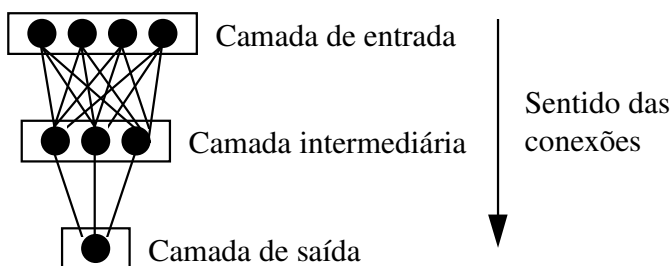 Camada de entrada
Sentido das
conexões
Camada intermediária
Camada de saída